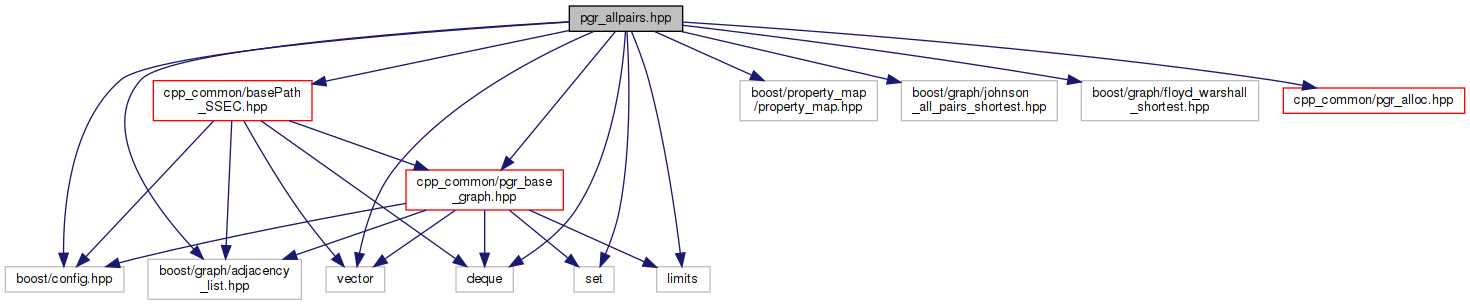 pgr_allpairs.hpp
cpp_common/basePath
_SSEC.hpp
boost/property_map
/property_map.hpp
boost/graph/johnson
_all_pairs_shortest.hpp
boost/graph/floyd_warshall
_shortest.hpp
cpp_common/pgr_alloc.hpp
cpp_common/pgr_base
_graph.hpp
boost/config.hpp
boost/graph/adjacency
_list.hpp
vector
deque
set
limits